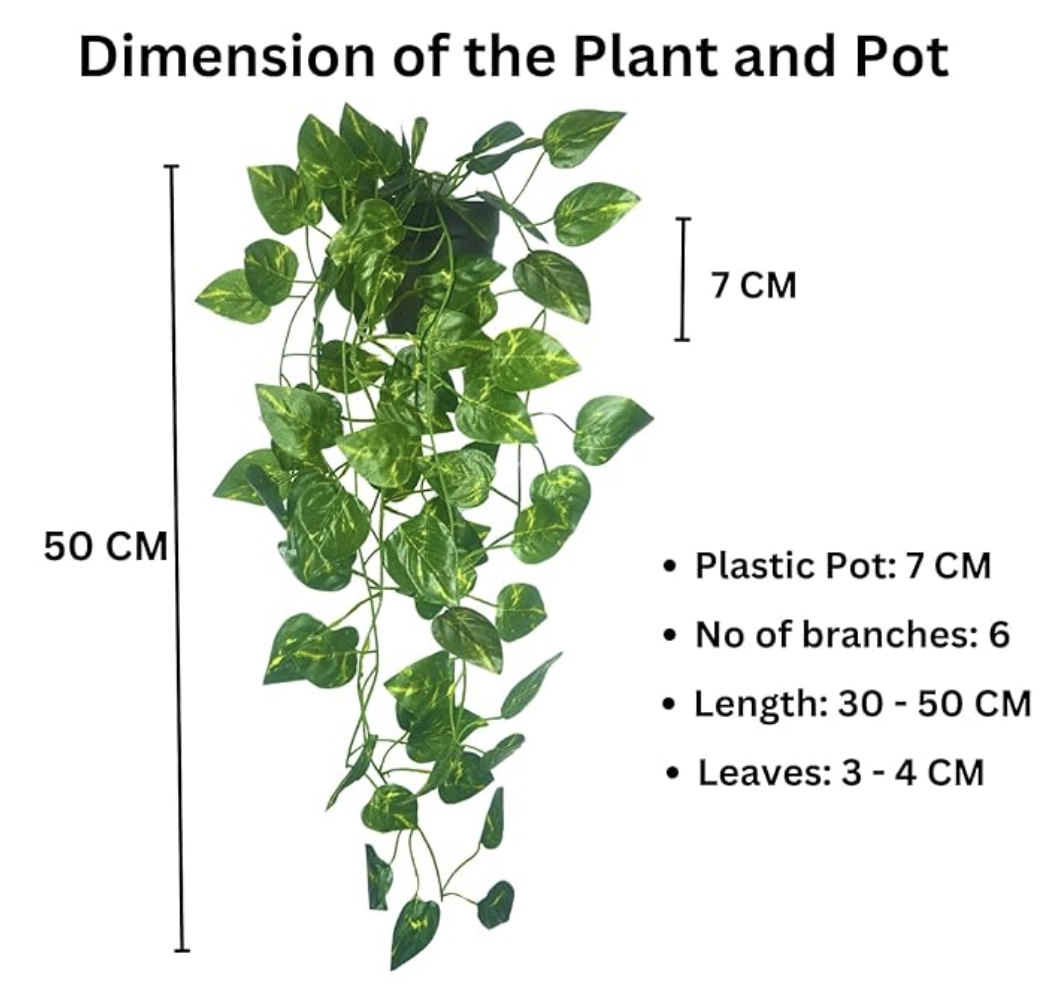 Dimension of the Plant and Pot
7 CM
50 CM
• Plastic Pot: 7 CM
• No of branches: 6
• Length: 30 - 50 CM
• Leaves: 3 - 4 CM